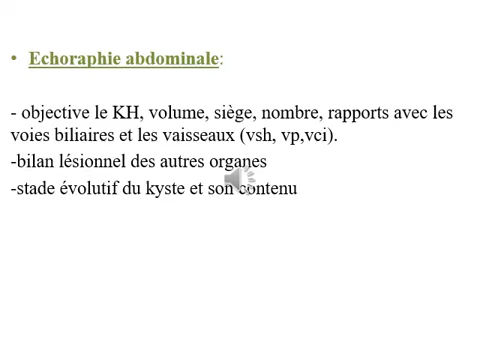 • Echoraphie abdominale:
- objective le KH, volume, siège, nombre, rapports avec les
voies biliaires et les vaisseaux (vsh, vp,vci).
-bilan lésionnel des autres organes
-stade évolutif du kyste et son contenu